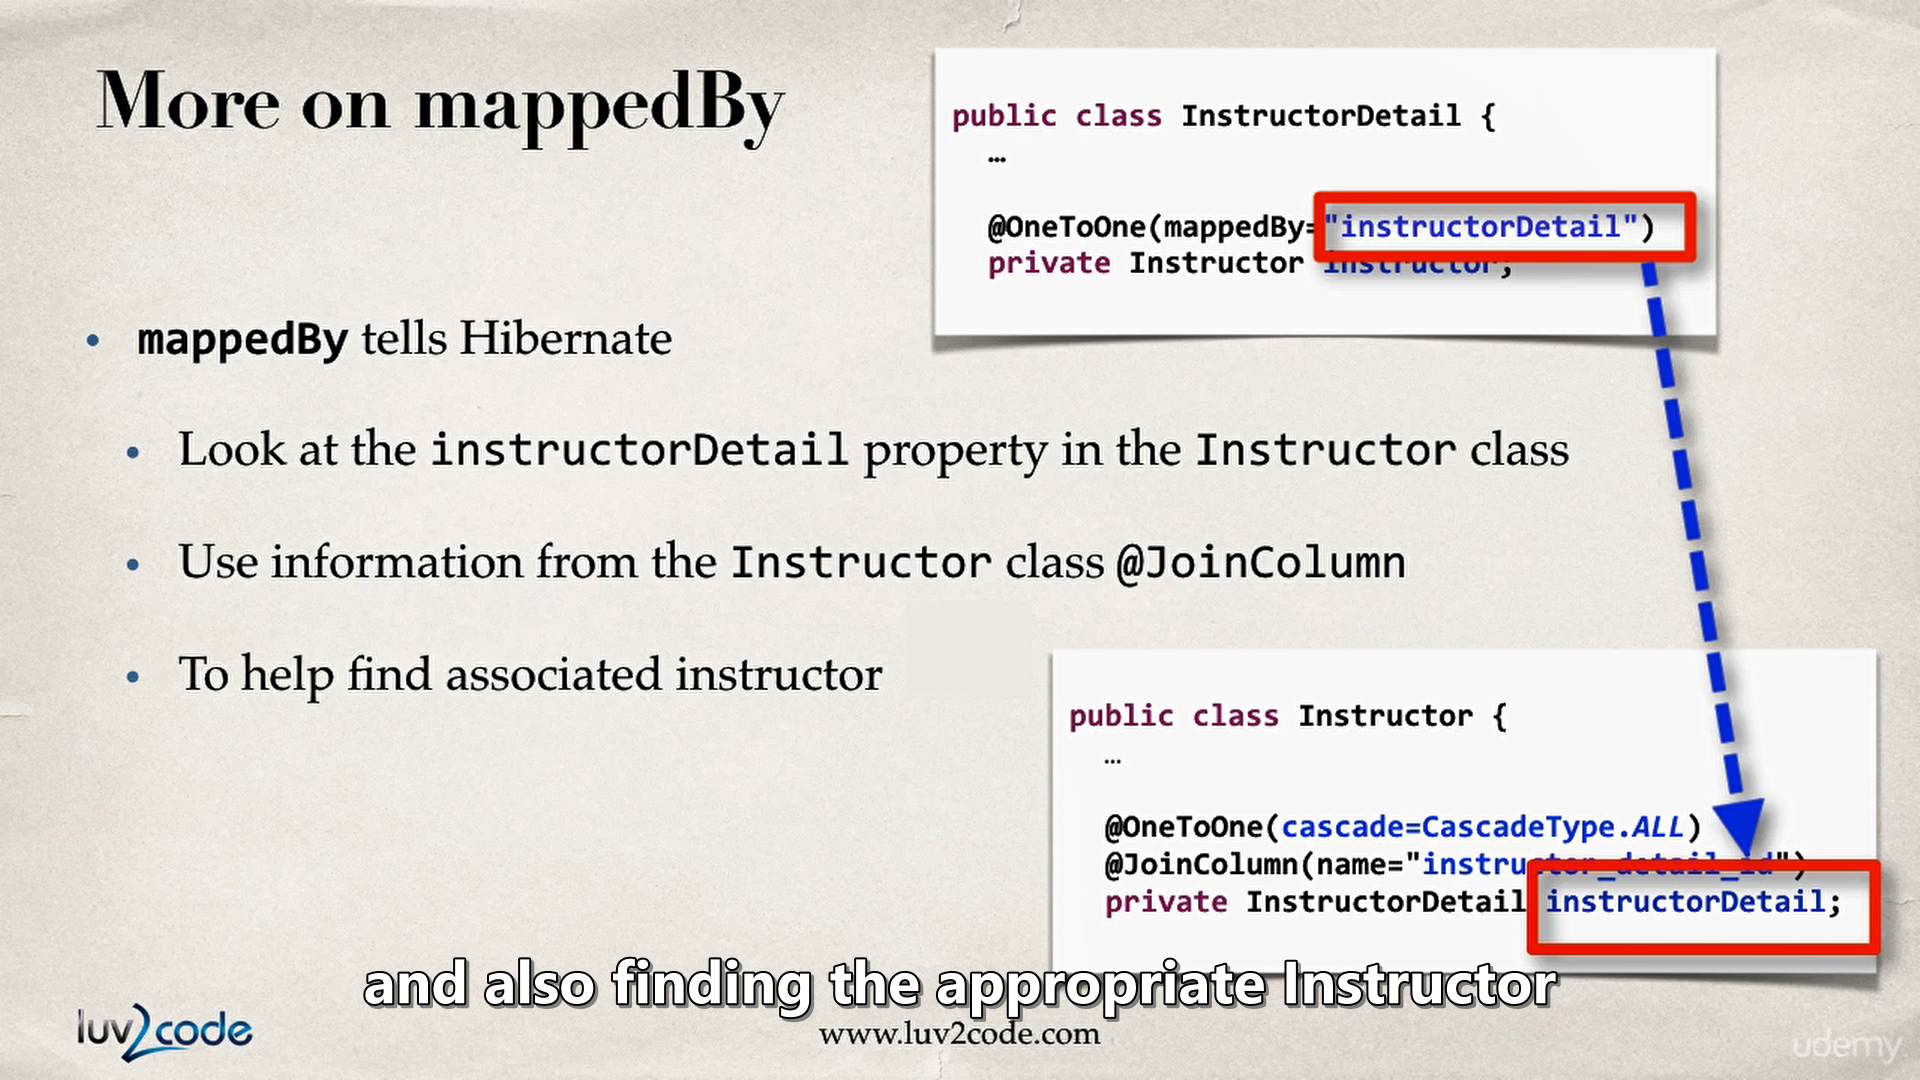 More on mappedBy
public class InstructorDetail {
…
@OneToOne(mappedBy="instructorDetail")
private Instructor instructor;
• mappedBy tells Hibernate
• Look at the instructorDetail property in the Instructor class
• Use information from the Instructor class @JoinColumn
• To help find associated instructor
public class Instructor {
…
@OneToOne(cascade=CascadeType.ALL)
@JoinColumn(name="instructor_detail_id")
private InstructorDetail instructorDetail;
and also finding the appropriate Instructor
luv2code
www.luv2code.com
udemy